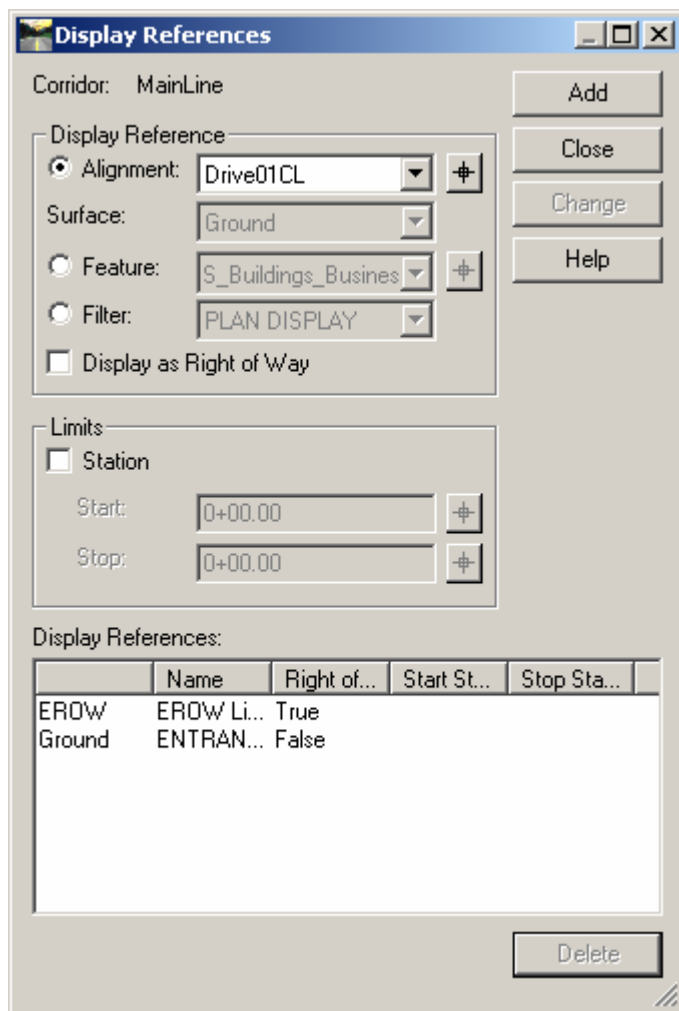 Display References
Corridor: MainLine
Add
Display Reference
Close
Alignment: Drive01CL
Change
Surface: Ground
Help
Feature: S_Buildings_Busines
Filter: PLAN DISPLAY
Display as Right of Way
Limits
Station
Start: 0+00.00
Stop: 0+00.00
Display References:
Name Right of... Start St... Stop Sta...
EROW EROW Li... True
Ground ENTRAN... False
Delete